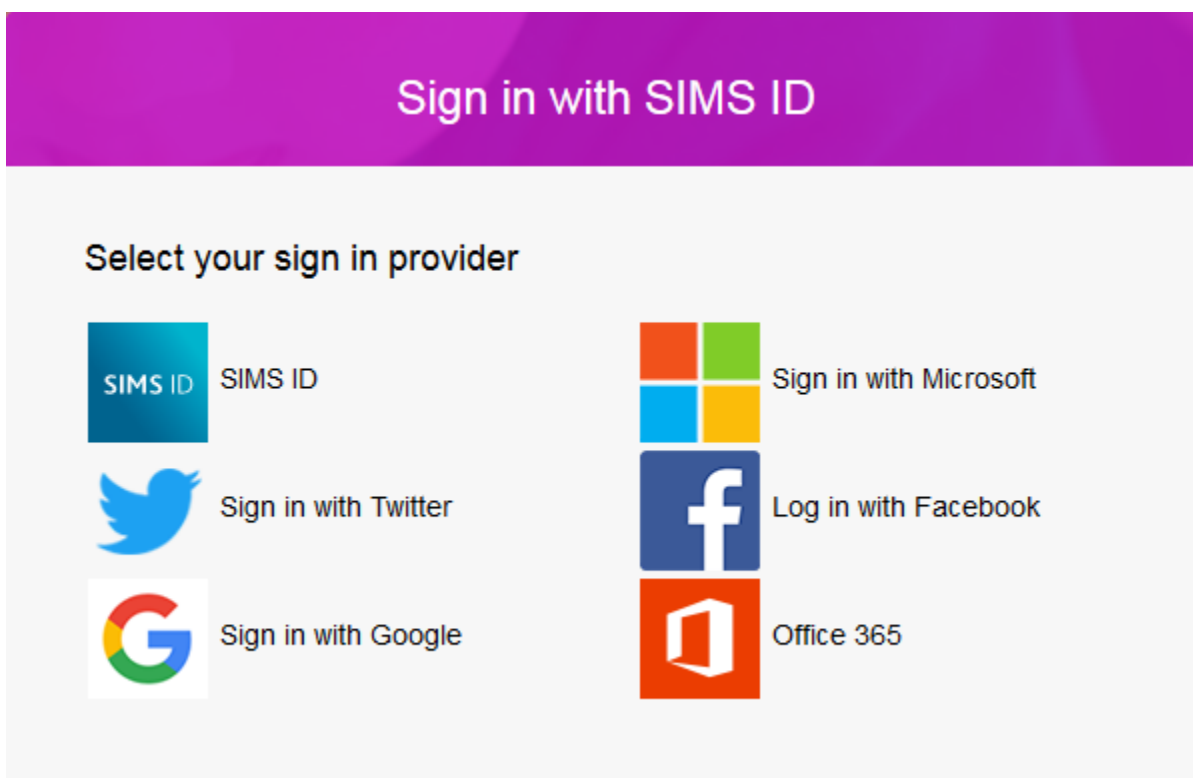 Sign in with SIMS ID
Select your sign in provider
SIMS ID SIMS ID
Sign in with Microsoft
Sign in with Twitter
Log in with Facebook
Sign in with Google
Office 365